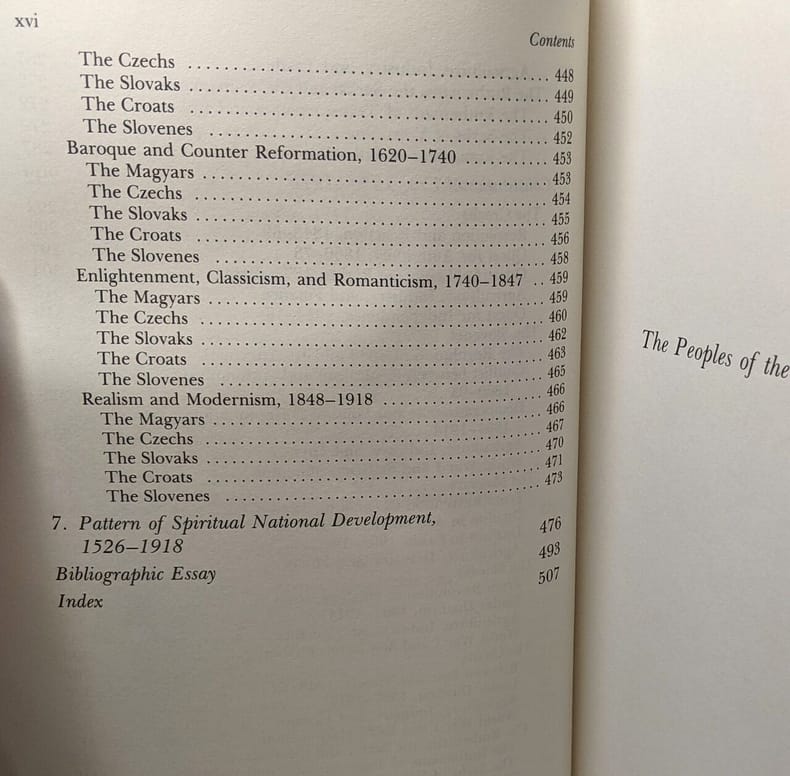 xvi
Contents
The Czechs .......... 448
The Slovaks .......... 449
The Croats .......... 450
The Slovenes .......... 452
Baroque and Counter Reformation, 1620–1740 .......... 453
The Magyars .......... 453
The Czechs .......... 454
The Slovaks .......... 455
The Croats .......... 456
The Slovenes .......... 458
Enlightenment, Classicism, and Romanticism, 1740–1847 .. 459
The Magyars .......... 459
The Czechs .......... 460
The Slovaks .......... 462
The Croats .......... 463
The Slovenes .......... 465
Realism and Modernism, 1848–1918 .......... 466
The Magyars .......... 466
The Czechs .......... 467
The Slovaks .......... 470
The Croats .......... 471
The Slovenes .......... 473
7. Pattern of Spiritual National Development,
1526–1918 476
Bibliographic Essay 493
Index 507
The Peoples of the